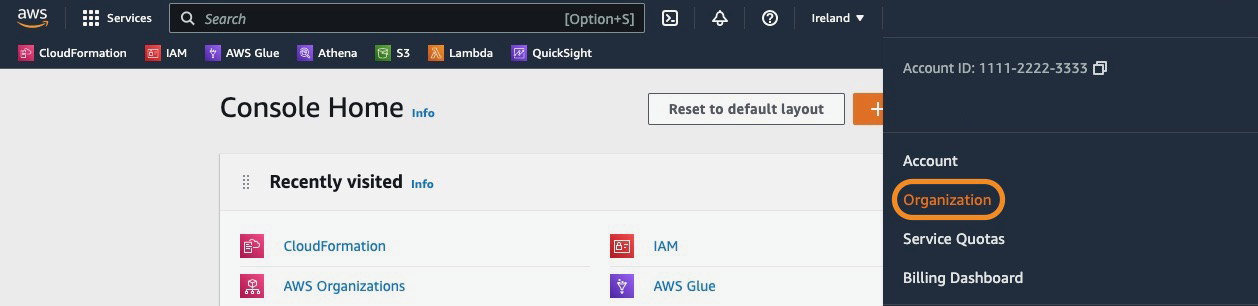 aws Services Search [Option+S] Ireland ▼
CloudFormation IAM AWS Glue Athena S3 Lambda QuickSight
Account ID: 1111-2222-3333
Console Home Info Reset to default layout +
Account
Recently visited Info
Organization
Service Quotas
CloudFormation IAM
Billing Dashboard
AWS Organizations AWS Glue